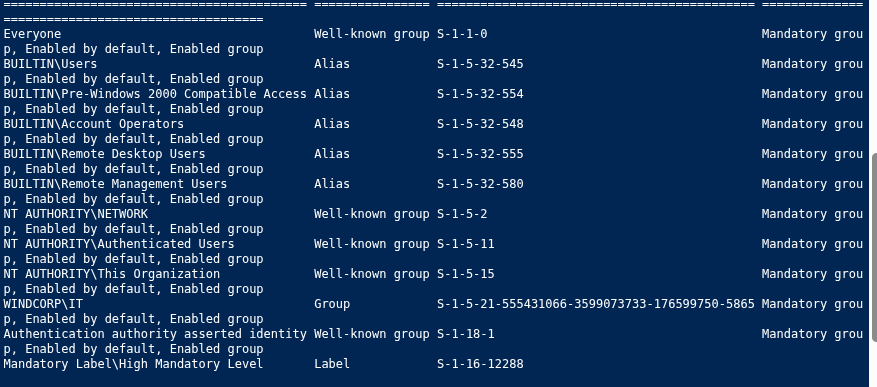 ========================================== ================ ============================================ ==============
====================================
Everyone                                   Well-known group S-1-1-0                                      Mandatory grou
p, Enabled by default, Enabled group
BUILTIN\Users                              Alias            S-1-5-32-545                                 Mandatory grou
p, Enabled by default, Enabled group
BUILTIN\Pre-Windows 2000 Compatible Access Alias            S-1-5-32-554                                 Mandatory grou
p, Enabled by default, Enabled group
BUILTIN\Account Operators                  Alias            S-1-5-32-548                                 Mandatory grou
p, Enabled by default, Enabled group
BUILTIN\Remote Desktop Users               Alias            S-1-5-32-555                                 Mandatory grou
p, Enabled by default, Enabled group
BUILTIN\Remote Management Users            Alias            S-1-5-32-580                                 Mandatory grou
p, Enabled by default, Enabled group
NT AUTHORITY\NETWORK                       Well-known group S-1-5-2                                      Mandatory grou
p, Enabled by default, Enabled group
NT AUTHORITY\Authenticated Users           Well-known group S-1-5-11                                     Mandatory grou
p, Enabled by default, Enabled group
NT AUTHORITY\This Organization             Well-known group S-1-5-15                                     Mandatory grou
p, Enabled by default, Enabled group
WINDCORP\IT                                Group            S-1-5-21-555431066-3599073733-176599750-5865 Mandatory grou
p, Enabled by default, Enabled group
Authentication authority asserted identity Well-known group S-1-18-1                                     Mandatory grou
p, Enabled by default, Enabled group
Mandatory Label\High Mandatory Level       Label            S-1-16-12288